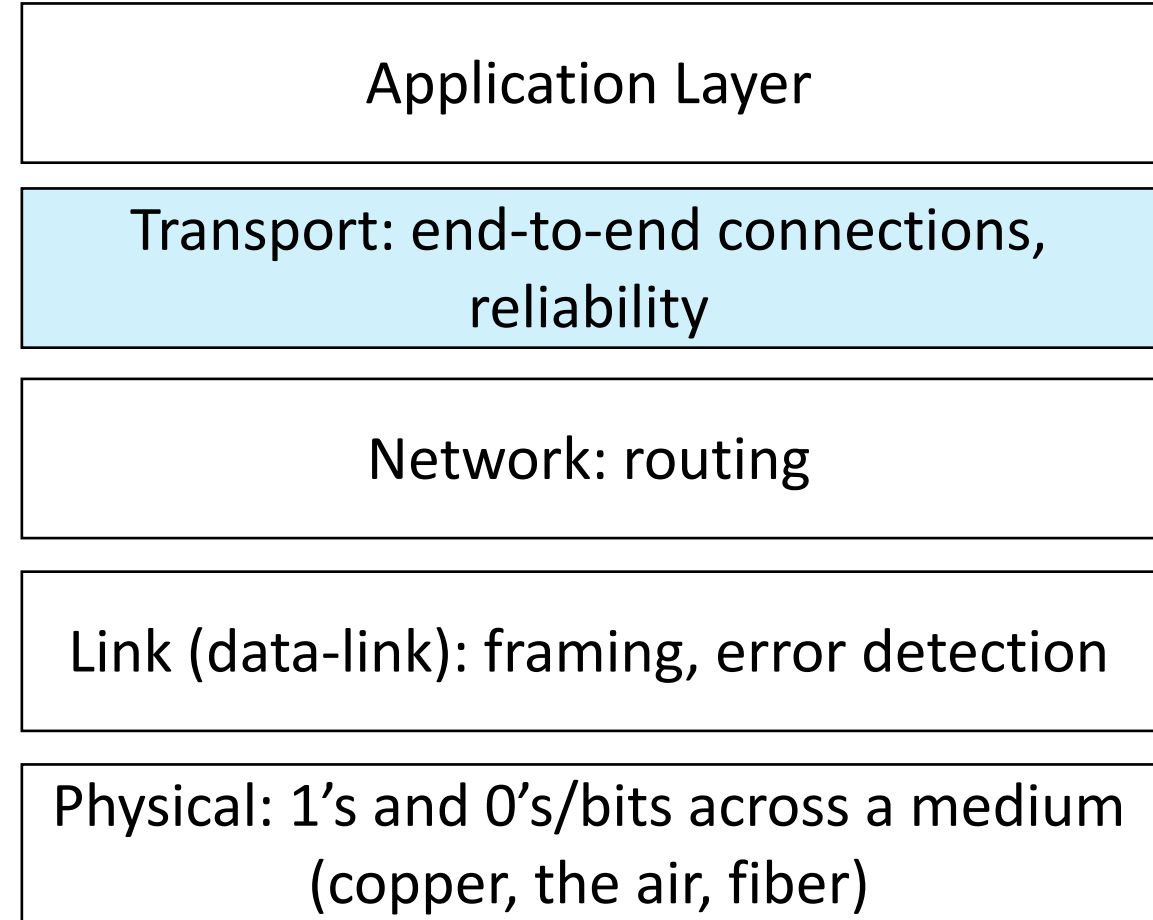 Application Layer
Transport: end-to-end connections,
reliability
Network: routing
Link (data-link): framing, error detection
Physical: 1’s and 0’s/bits across a medium
(copper, the air, fiber)